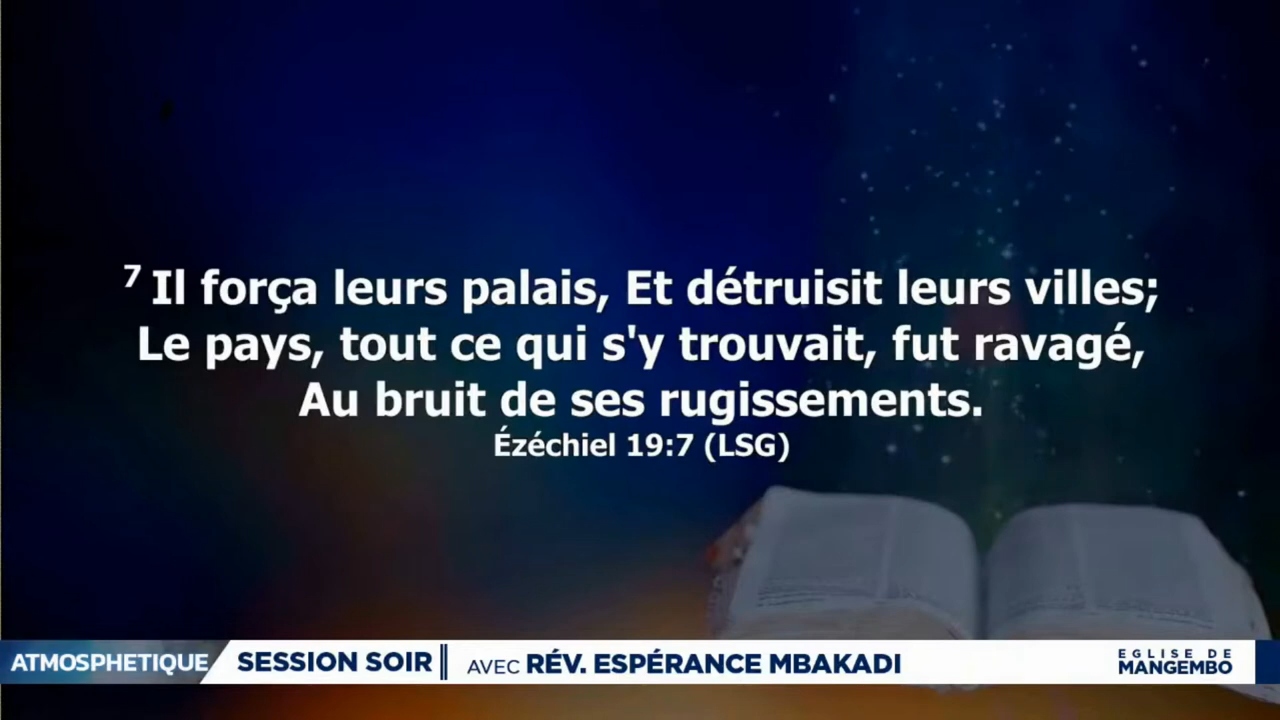 7 Il força leurs palais, Et détruisit leurs villes;
Le pays, tout ce qui s'y trouvait, fut ravagé,
Au bruit de ses rugissements.
Ézéchiel 19:7 (LSG)
ATMOSPHETIQUE SESSION SOIR AVEC RÉV. ESPÉRANCE MBAKADI
EGLISE DE
MANGEMBO